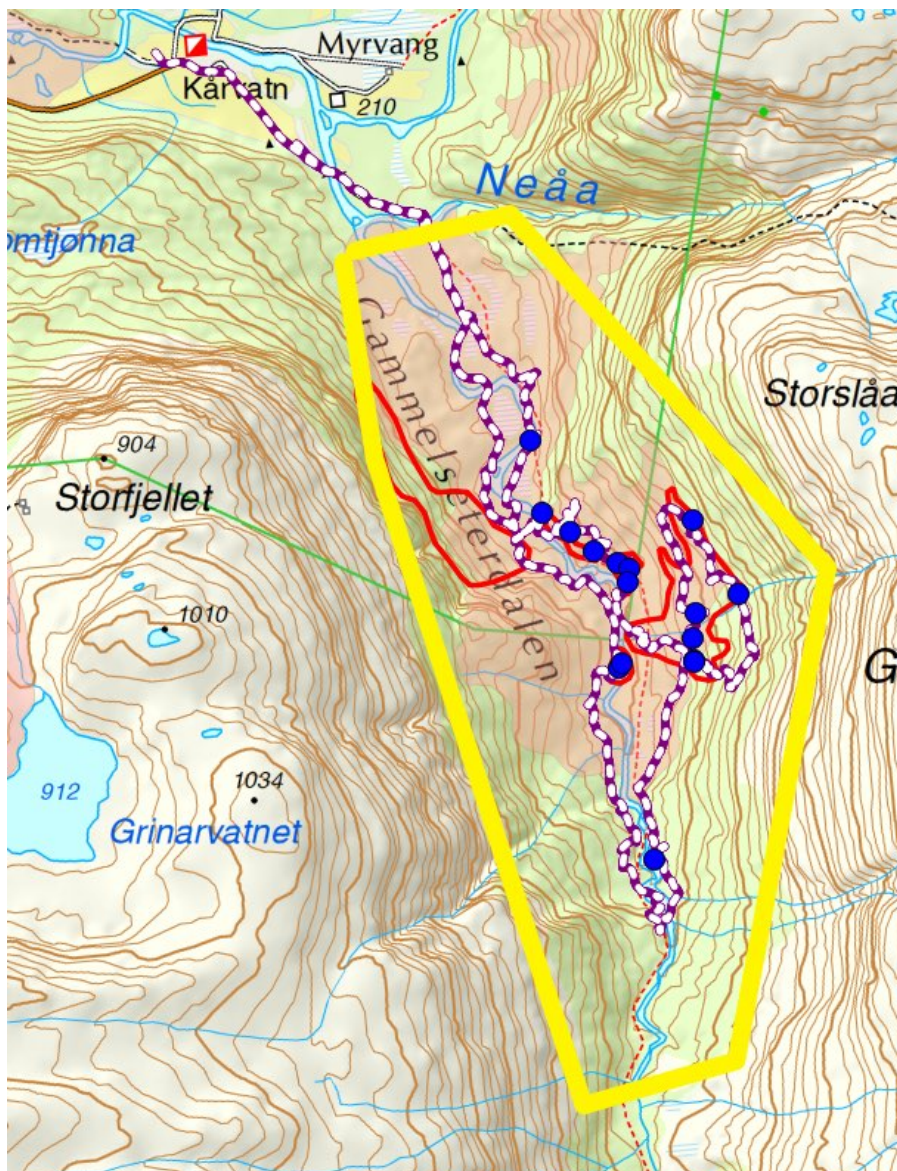 Myrvang
Kårvatn
210
Neåa
omtjønna
Gammelseterdalen
Storslåa
904
Storfjellet
1010
G
912
1034
Grinarvatnet